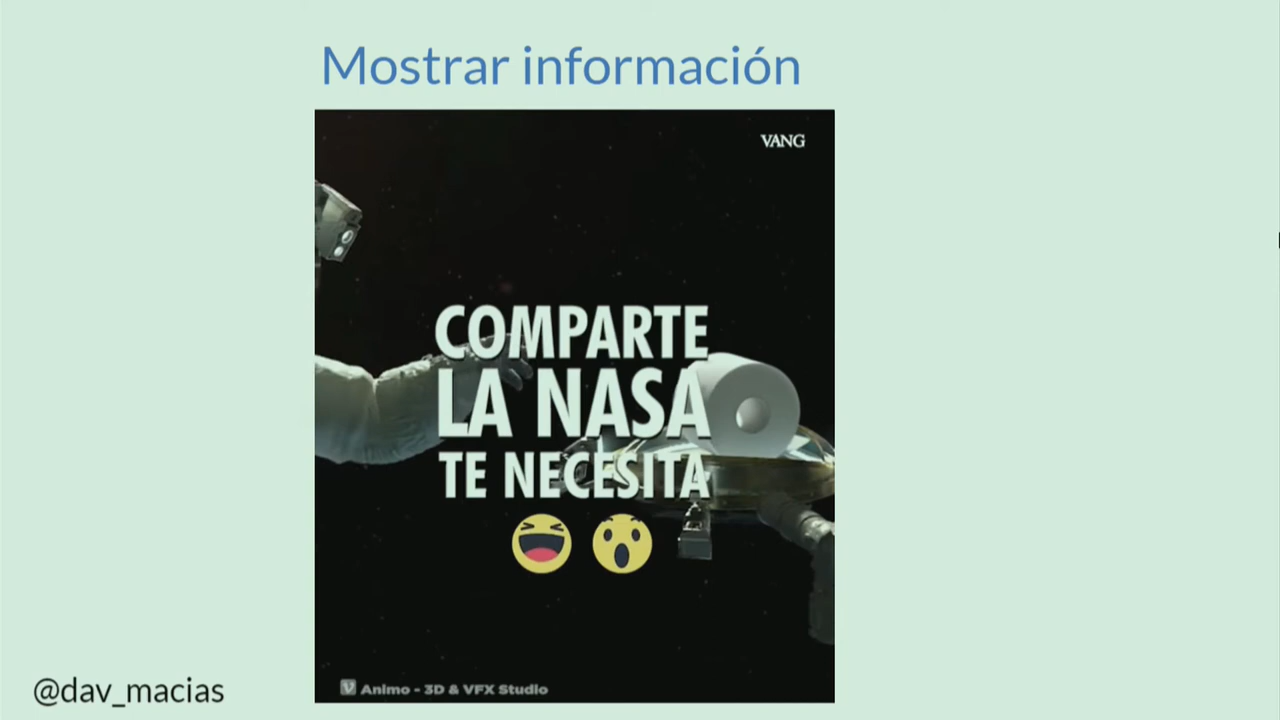 Mostrar información
VANG
COMPARTE
LA NASA
TE NECESITA
Animo - 3D & VFX Studio
@dav_macias